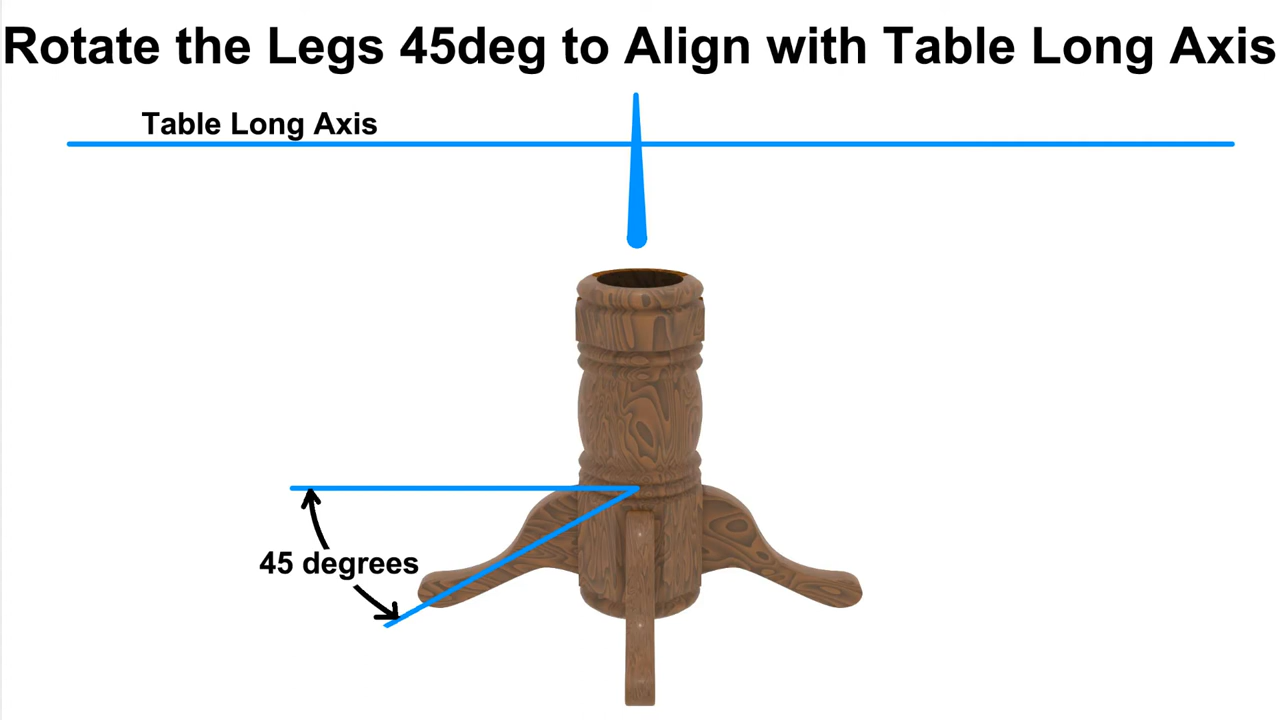 Rotate the Legs 45deg to Align with Table Long Axis
Table Long Axis
45 degrees